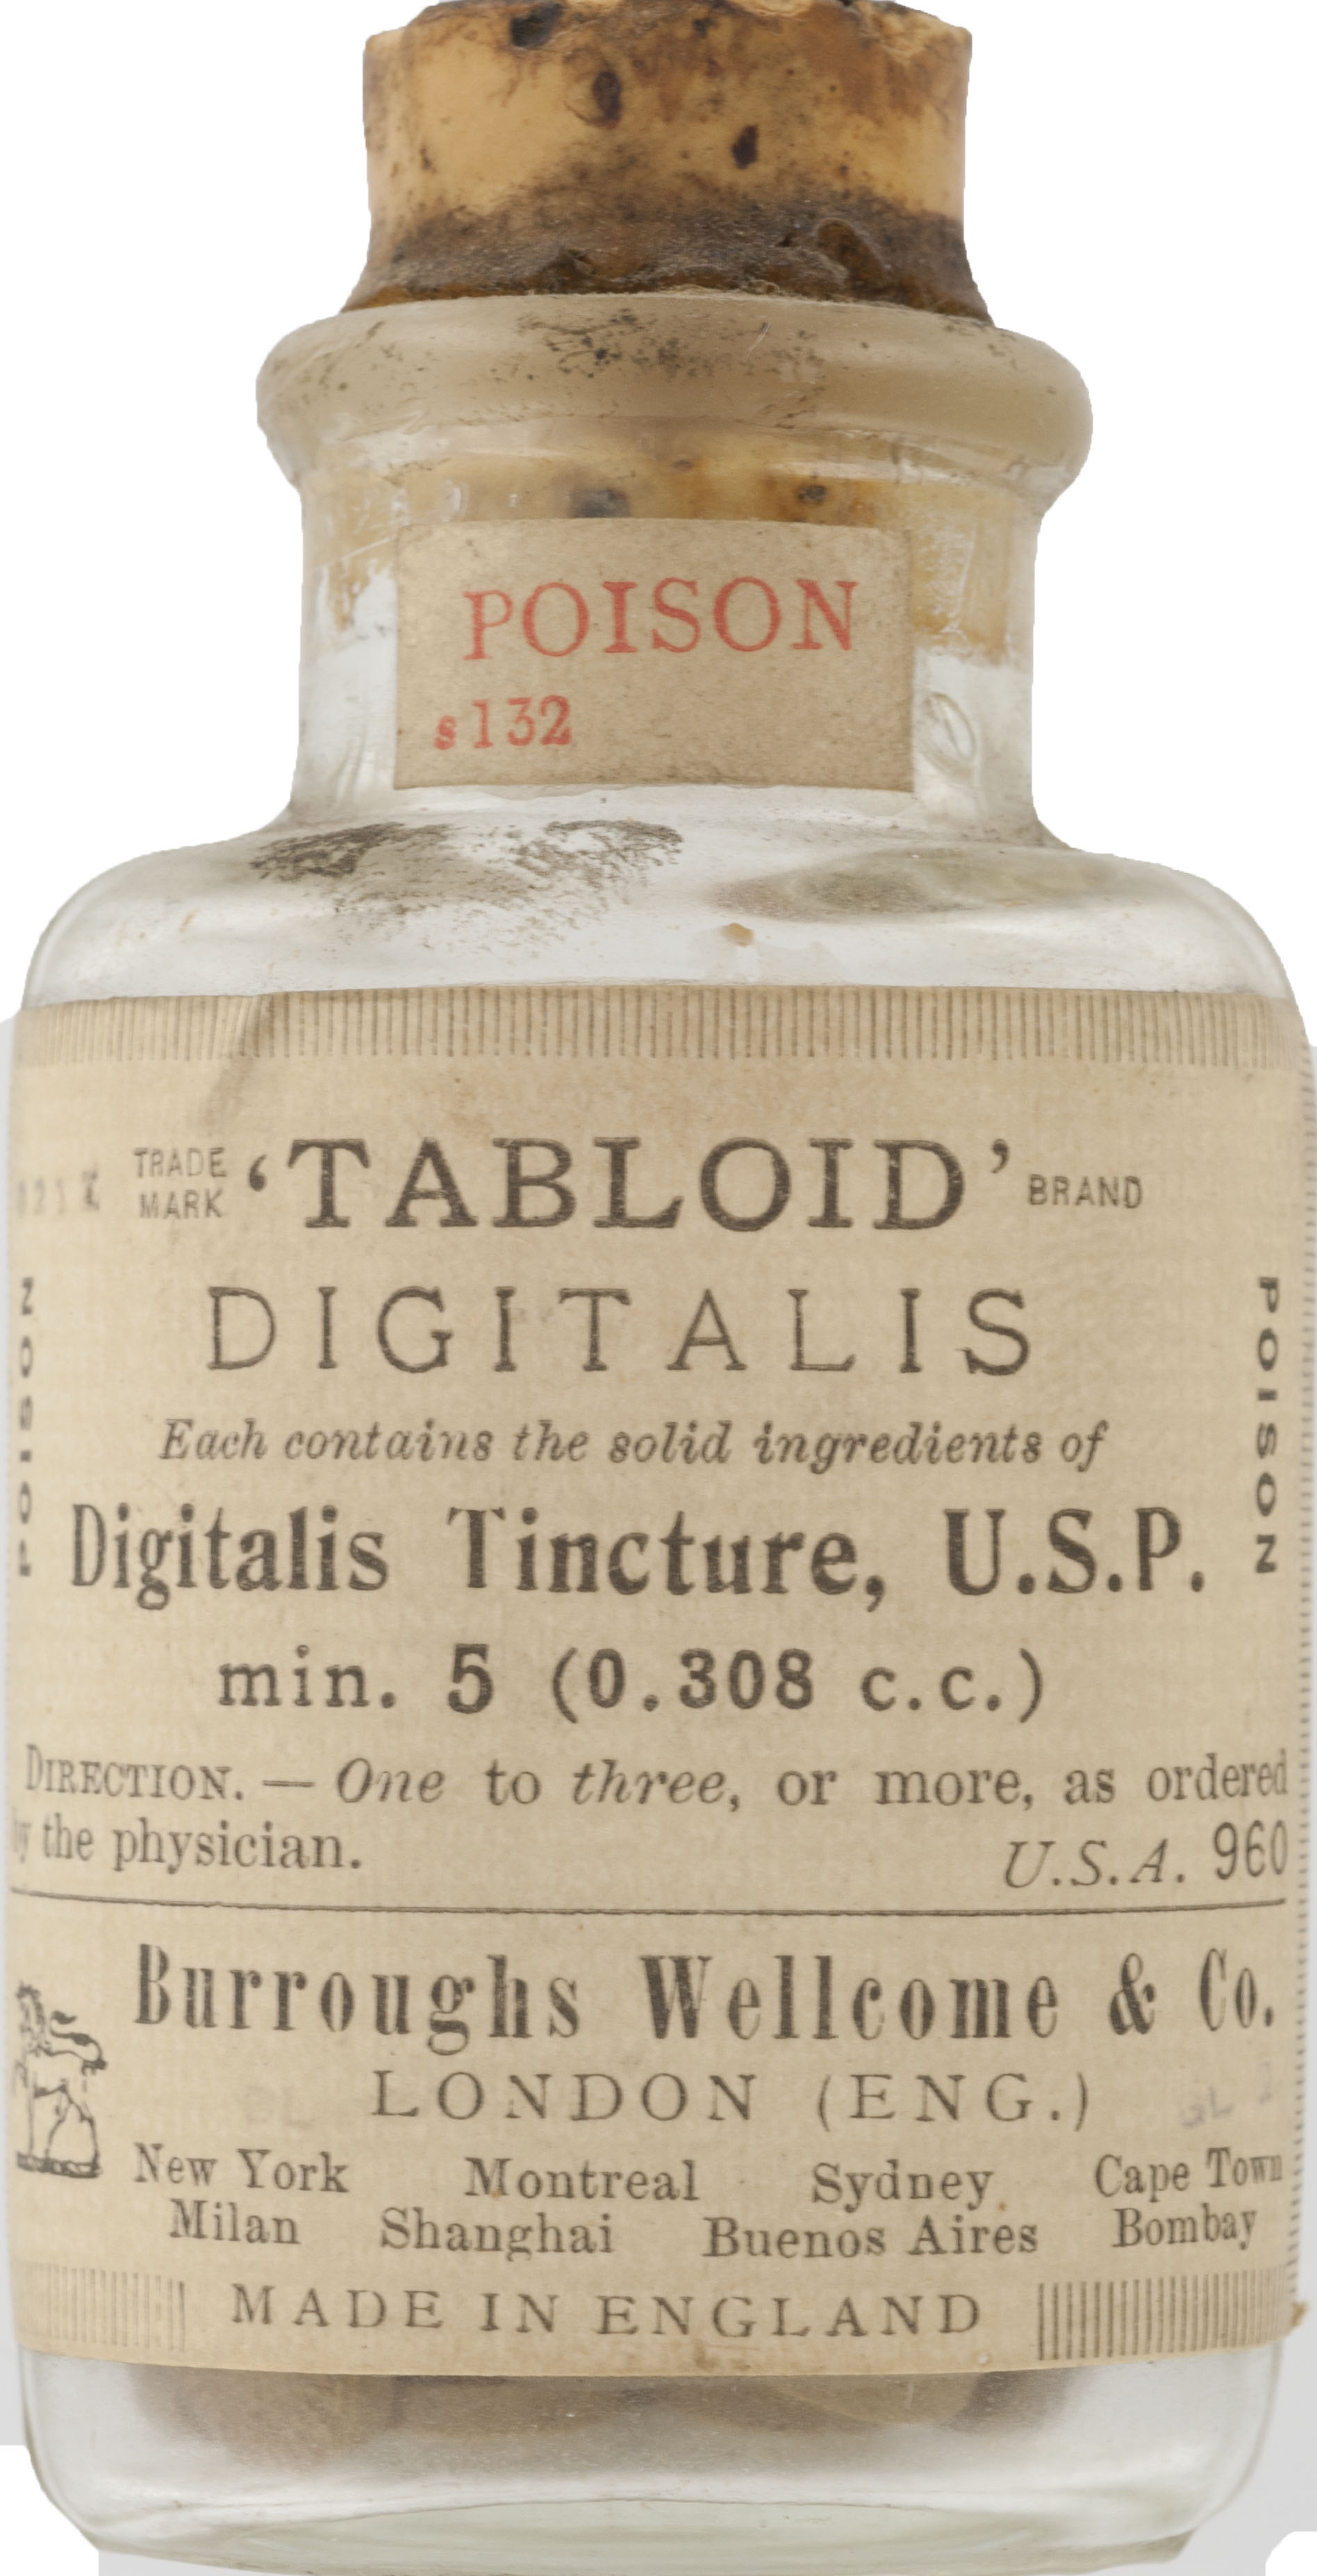 POISON
s132
TRADE MARK ‘TABLOID’ BRAND
DIGITALIS
Each contains the solid ingredients of
Digitalis Tincture, U.S.P.
min. 5 (0.308 c.c.)
POISON
POISON
DIRECTION. — One to three, or more, as ordered
by the physician. U.S.A. 960
Burroughs Wellcome & Co.
LONDON (ENG.)
New York Montreal Sydney Cape Town
Milan Shanghai Buenos Aires Bombay
MADE IN ENGLAND